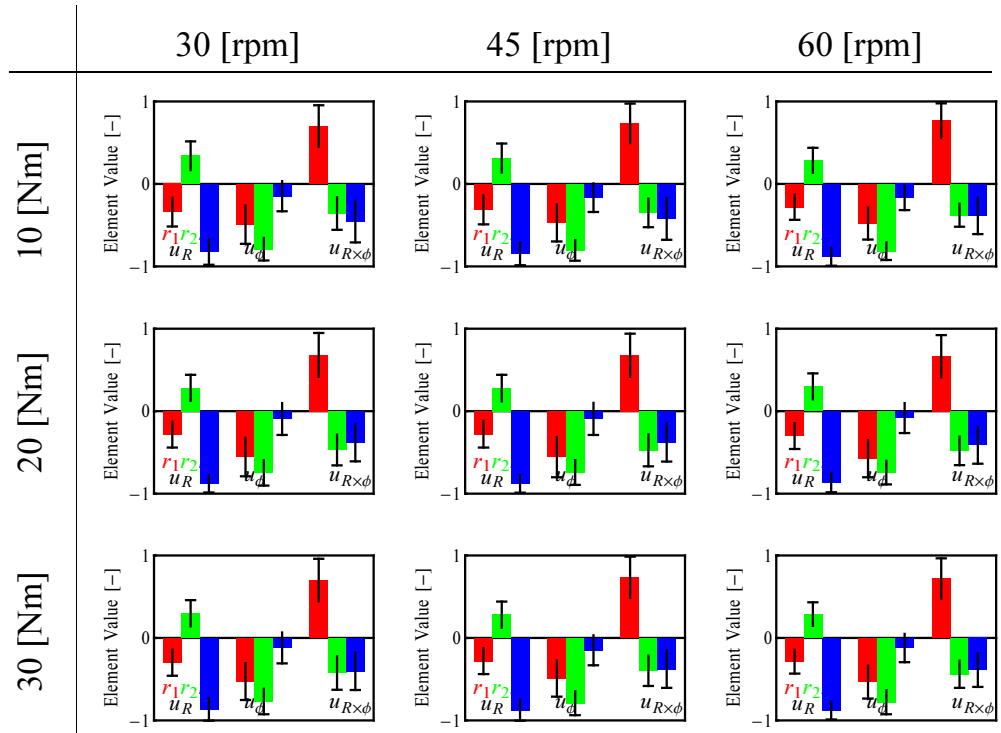 30 [rpm] 45 [rpm] 60 [rpm]
10 [Nm]
Element Value [-]
1
0
−1
r1 r2
uR uϕ uR×ϕ
Element Value [-]
1
0
−1
r1 r2
uR uϕ uR×ϕ
Element Value [-]
1
0
−1
r1 r2
uR uϕ uR×ϕ
20 [Nm]
Element Value [-]
1
0
−1
r1 r2
uR uϕ uR×ϕ
Element Value [-]
1
0
−1
r1 r2
uR uϕ uR×ϕ
Element Value [-]
1
0
−1
r1 r2
uR uϕ uR×ϕ
30 [Nm]
Element Value [-]
1
0
−1
r1 r2
uR uϕ uR×ϕ
Element Value [-]
1
0
−1
r1 r2
uR uϕ uR×ϕ
Element Value [-]
1
0
−1
r1 r2
uR uϕ uR×ϕ